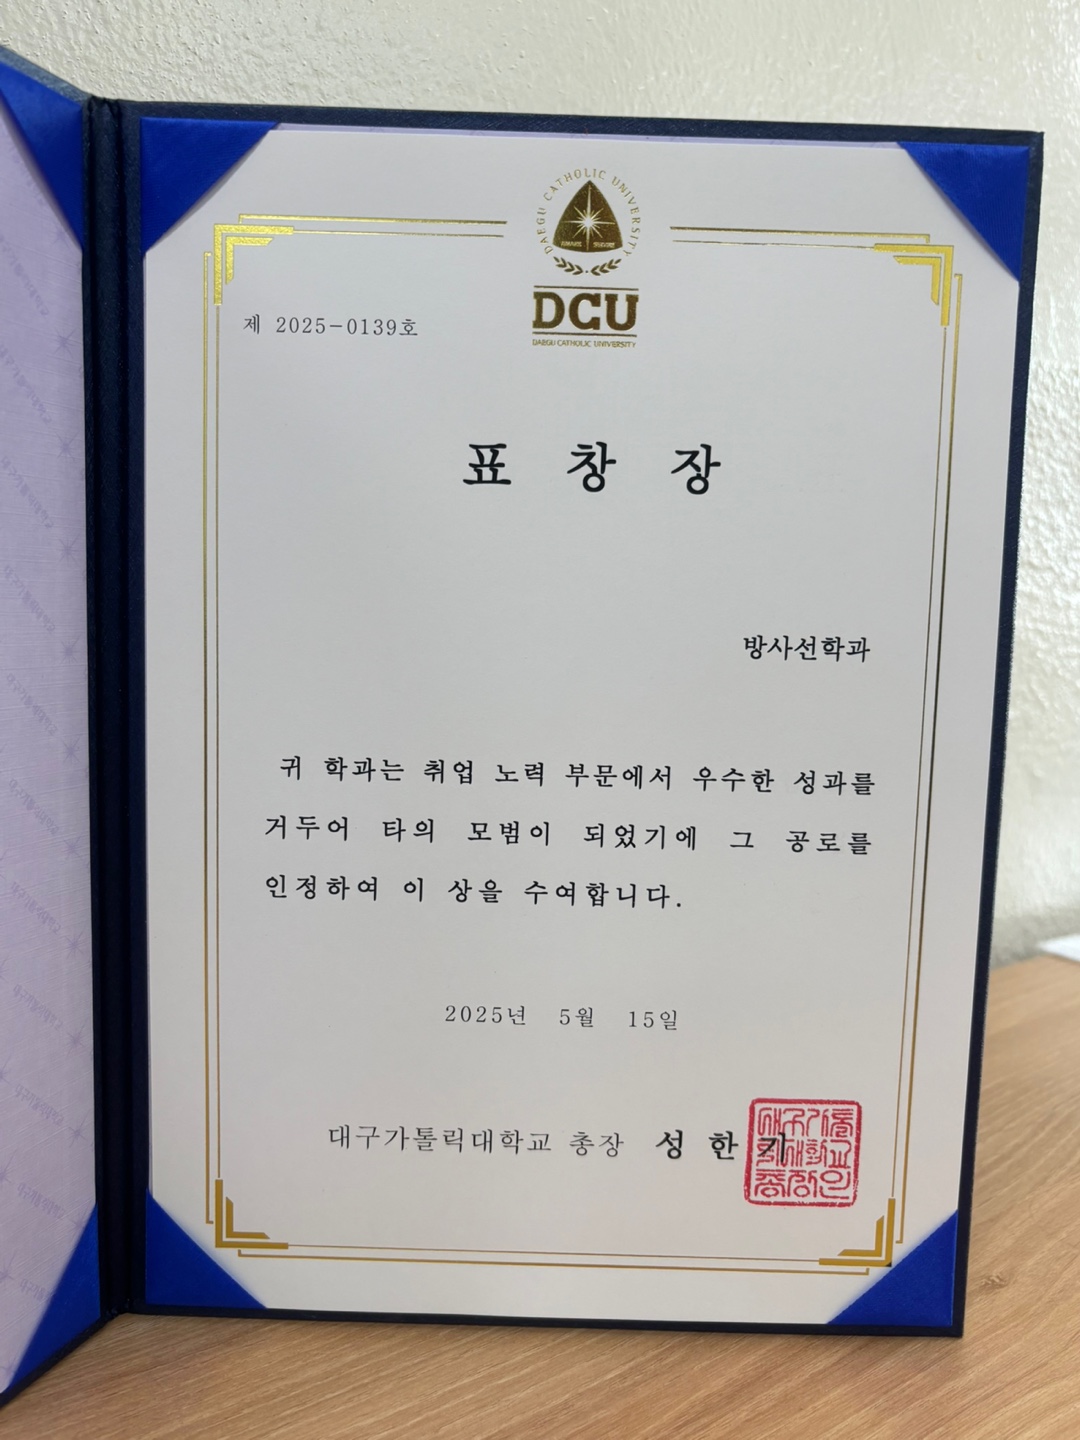 DAEGU CATHOLIC UNIVERSITY
DCU
DAEGU CATHOLIC UNIVERSITY
제 2025-0139호
표 창 장
방사선학과
귀 학과는 취업 노력 부문에서 우수한 성과를
거두어 타의 모범이 되었기에 그 공로를
인정하여 이 상을 수여합니다.
2025년 5월 15일
대구가톨릭대학교 총장 성 한 기